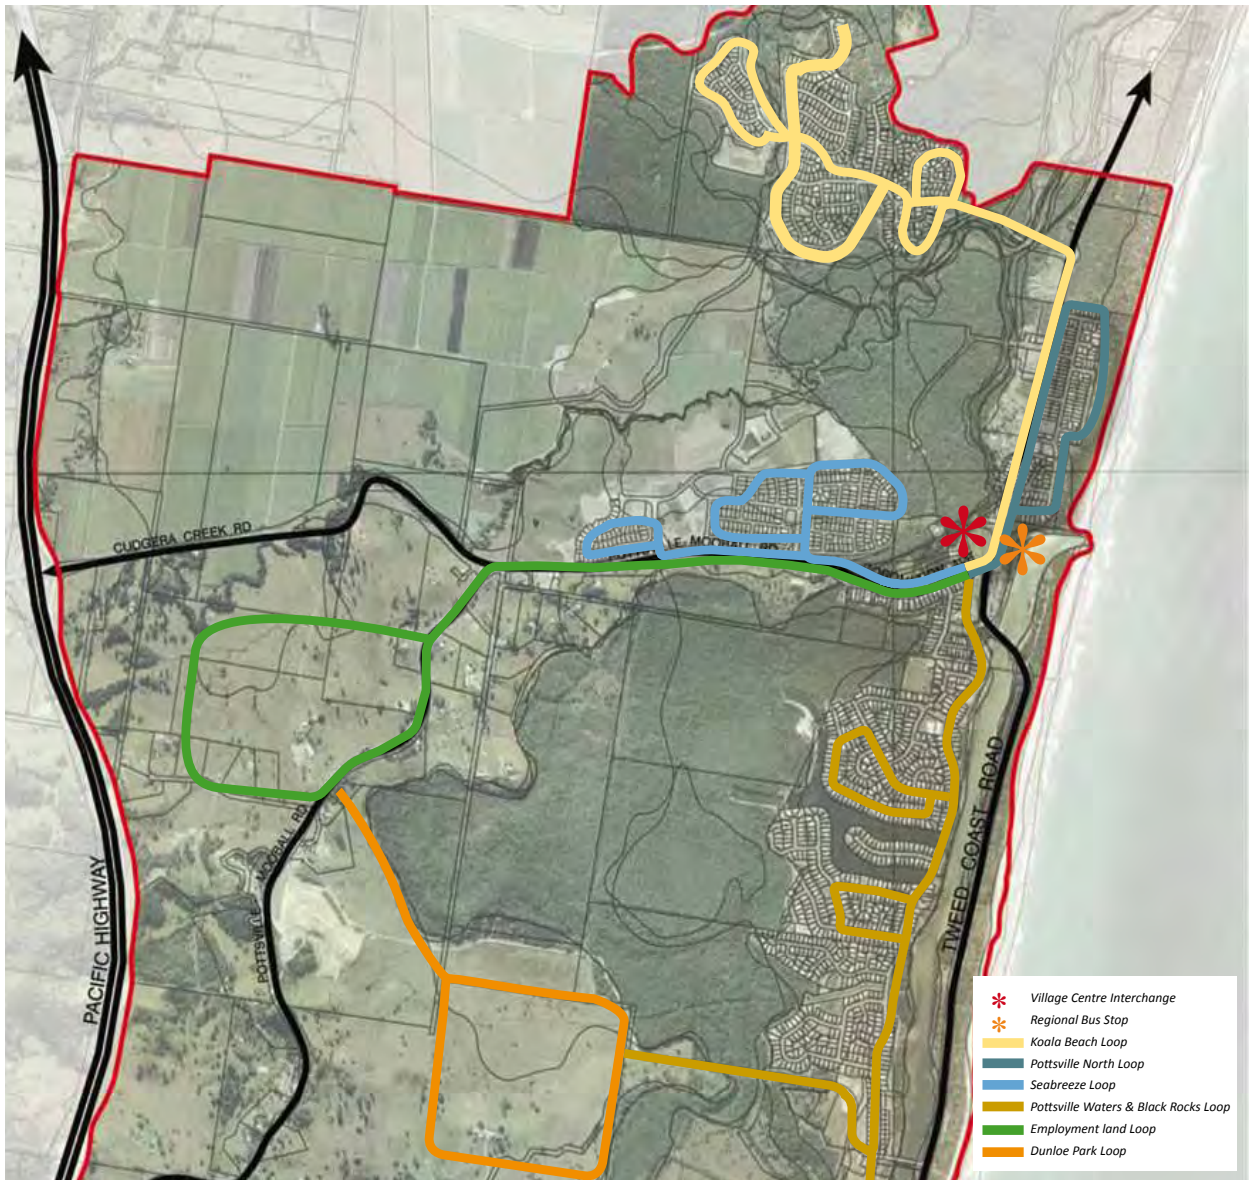 CUDGERA CREEK RD
POTTSVILLE MOOBALL RD
PACIFIC HIGHWAY
TWEED COAST ROAD
Village Centre Interchange
Regional Bus Stop
Koala Beach Loop
Pottsville North Loop
Seabreeze Loop
Pottsville Waters & Black Rocks Loop
Employment land Loop
Dunloe Park Loop